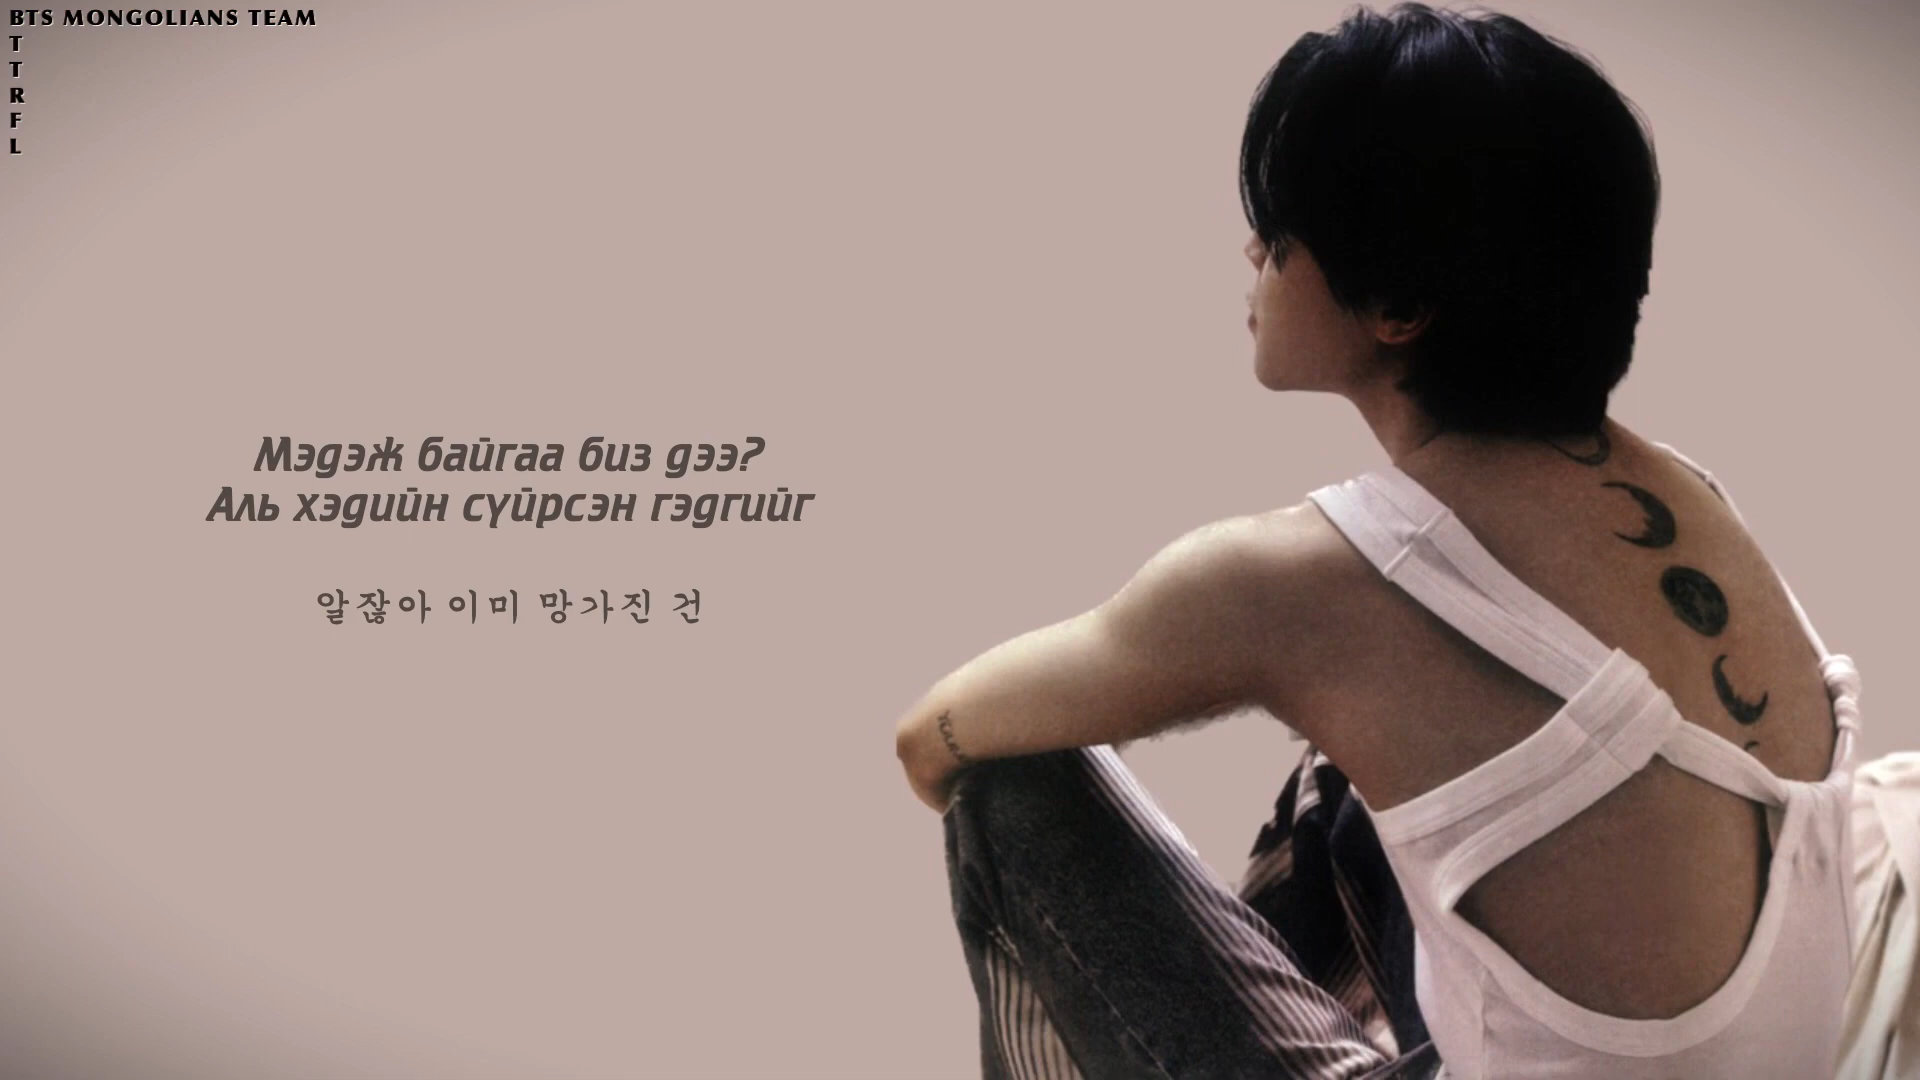 BTS MONGOLIANS TEAM
T
T
R
F
L
Мэдэж байгаа биз дээ?
Аль хэдийн сүйрсэн гэдгийг
알잖아 이미 망가진 건